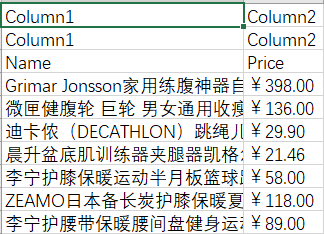 Column1 Column2
Column1 Column2
Name Price
Grimar Jonsson家用练腹神器自 ¥398.00
微匣健腹轮 巨轮 男女通用收瘦 ¥136.00
迪卡侬（DECATHLON）跳绳儿 ¥29.90
晨升盆底肌训练器夹腿器凯格尔 ¥21.46
李宁护膝保暖运动半月板篮球跑 ¥58.00
ZEAMO日本备长炭护膝保暖夏 ¥118.00
李宁护腰带保暖腰间盘健身运动 ¥89.00